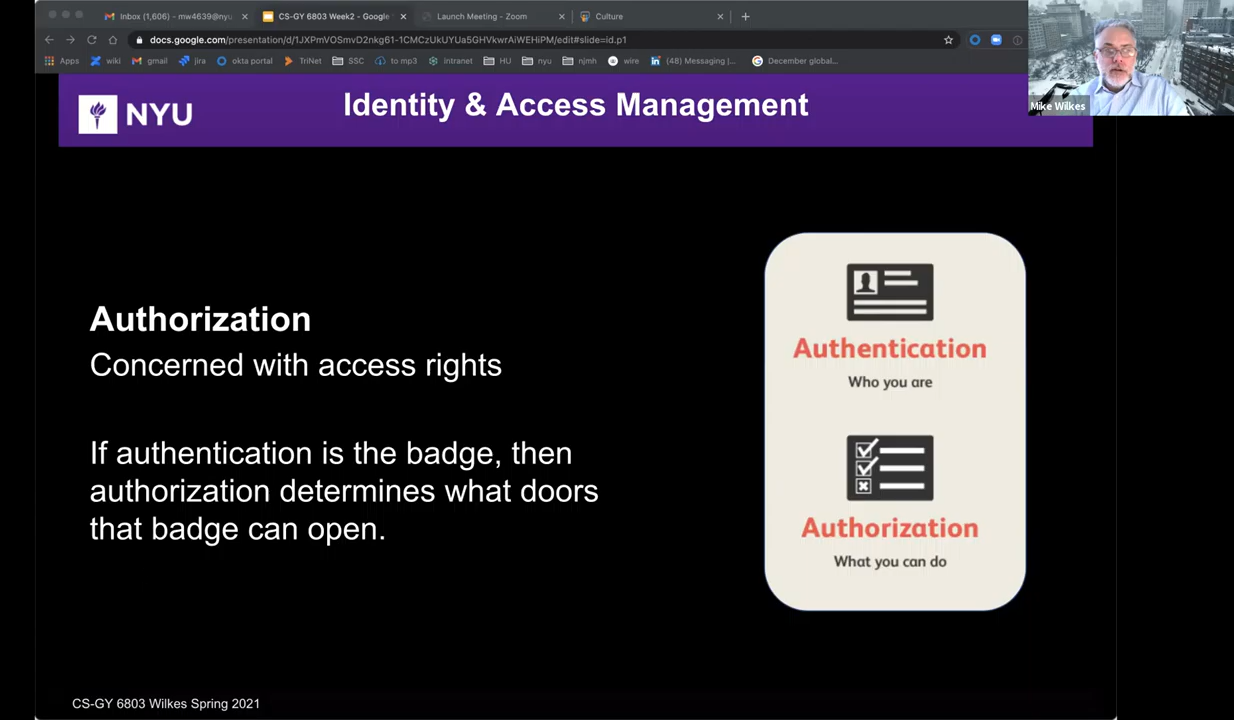 Inbox (1,606) - mw4639@nyu
CS-GY 6803 Week2 - Google
Launch Meeting - Zoom
Culture
docs.google.com/presentation/d/1JXPmVOSmvD2nkg61-1CMCzUkUYUa5GHVkwrAiWEHiPM/edit#slide=id.p1
Apps
wiki
gmail
jira
okta portal
TriNet
SSC
to mp3
intranet
HU
nyu
njmh
wire
(48) Messaging |...
December global...
Mike Wilkes
NYU
Identity & Access Management
Authorization
Concerned with access rights
If authentication is the badge, then
authorization determines what doors
that badge can open.
Authentication
Who you are
Authorization
What you can do
CS-GY 6803 Wilkes Spring 2021